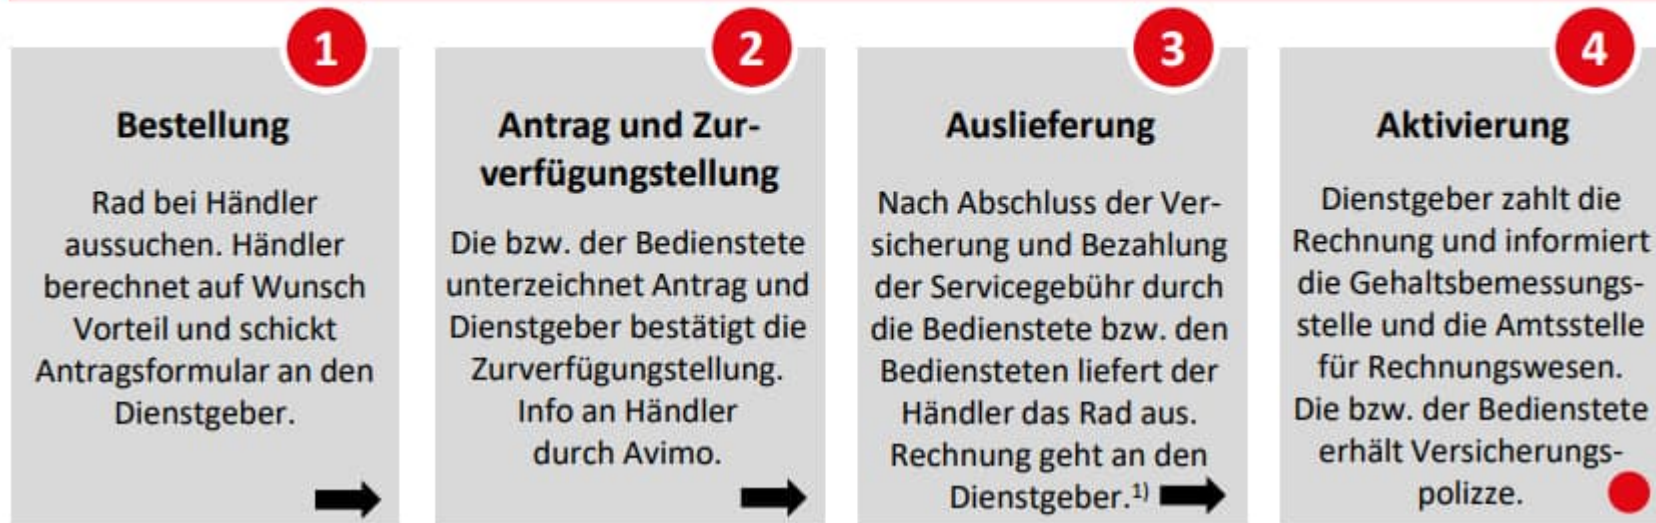 1
Bestellung
Rad bei Händler
aussuchen. Händler
berechnet auf Wunsch
Vorteil und schickt
Antragsformular an den
Dienstgeber.
2
Antrag und Zur-
verfügungstellung
Die bzw. der Bedienstete
unterzeichnet Antrag und
Dienstgeber bestätigt die
Zurverfügungstellung.
Info an Händler
durch Avimo.
3
Auslieferung
Nach Abschluss der Ver-
sicherung und Bezahlung
der Servicegebühr durch
die Bedienstete bzw. den
Bediensteten liefert der
Händler das Rad aus.
Rechnung geht an den
Dienstgeber.1)
4
Aktivierung
Dienstgeber zahlt die
Rechnung und informiert
die Gehaltsbemessungs-
stelle und die Amtsstelle
für Rechnungswesen.
Die bzw. der Bedienstete
erhält Versicherungs-
polizze.